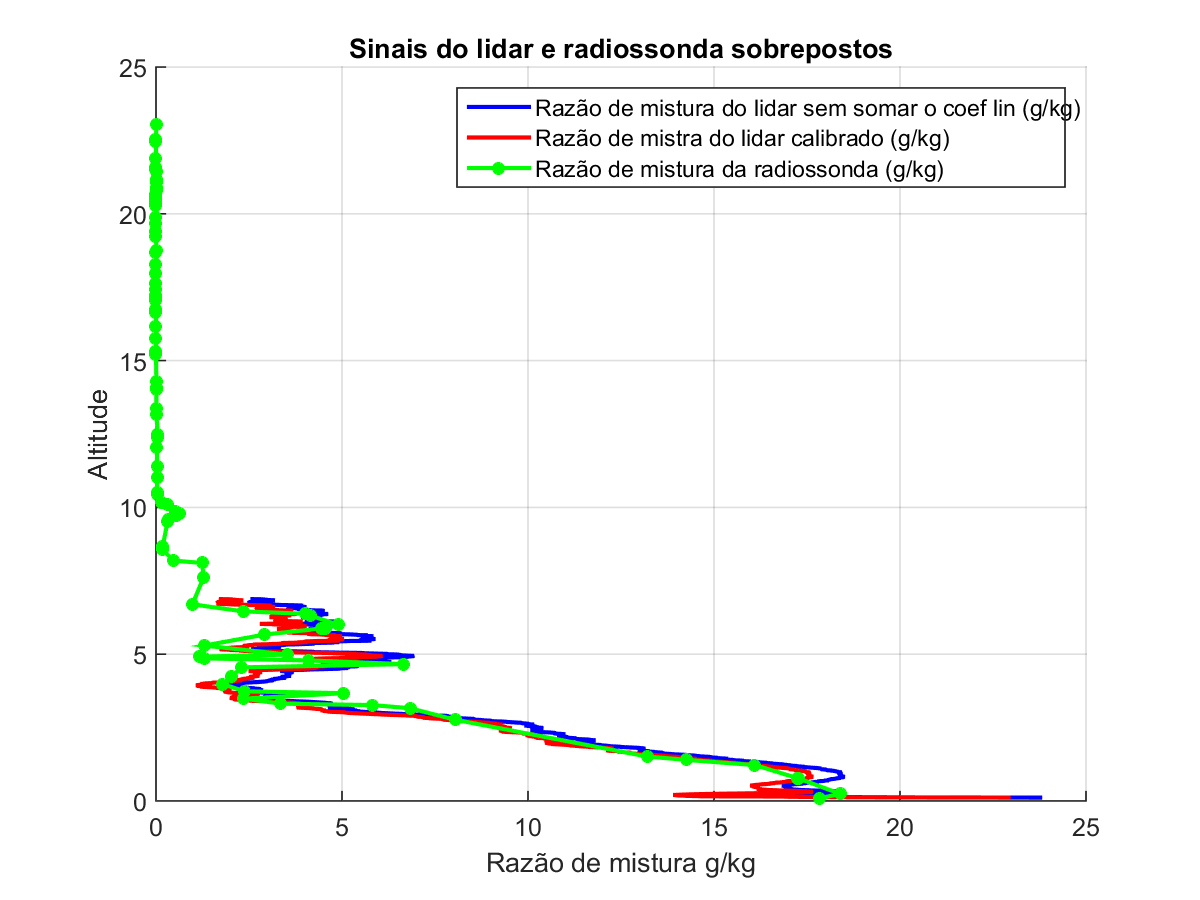 Sinais do lidar e radiossonda sobrepostos
25
Razão de mistura do lidar sem somar o coef lin (g/kg)
Razão de mistra do lidar calibrado (g/kg)
Razão de mistura da radiossonda (g/kg)
20
15
Altitude
10
5
0
0 5 10 15 20 25
Razão de mistura g/kg